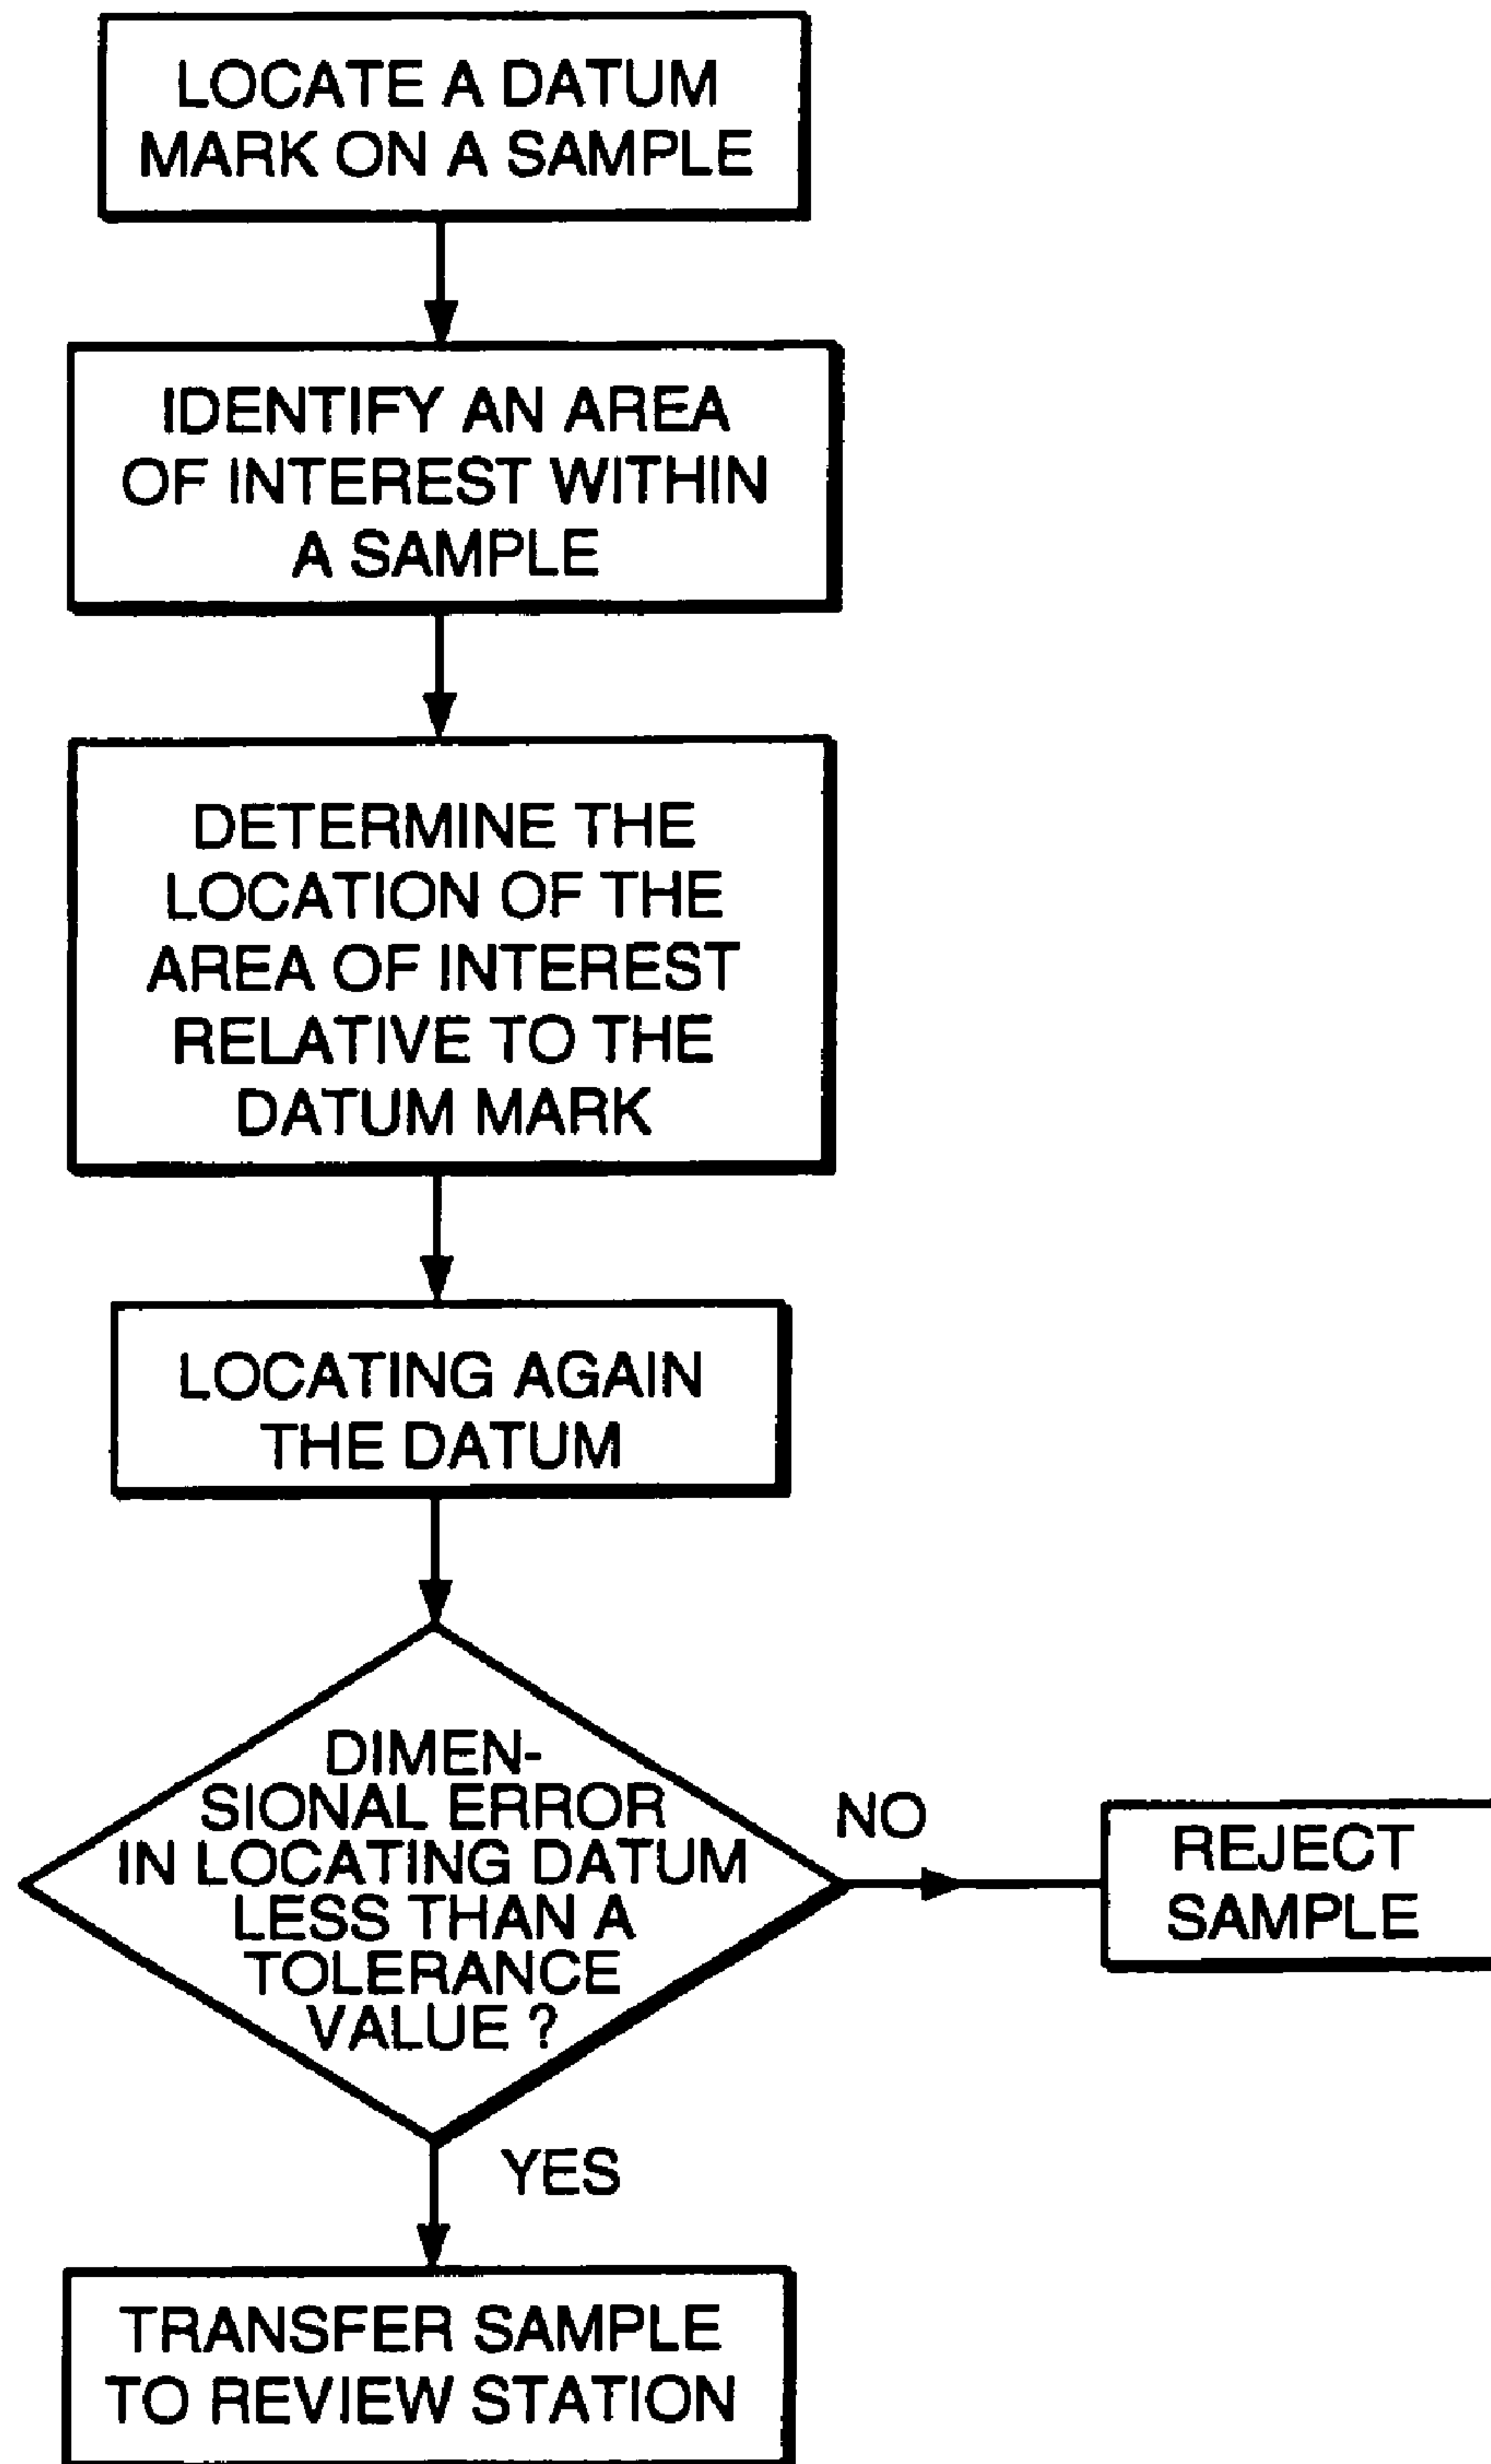 LOCATE A DATUM
MARK ON A SAMPLE
IDENTIFY AN AREA
OF INTEREST WITHIN
A SAMPLE
DETERMINE THE
LOCATION OF THE
AREA OF INTEREST
RELATIVE TO THE
DATUM MARK
LOCATING AGAIN
THE DATUM
DIMEN-
SIONAL ERROR
IN LOCATING DATUM
LESS THAN A
TOLERANCE
VALUE ?
NO
REJECT
SAMPLE
YES
TRANSFER SAMPLE
TO REVIEW STATION